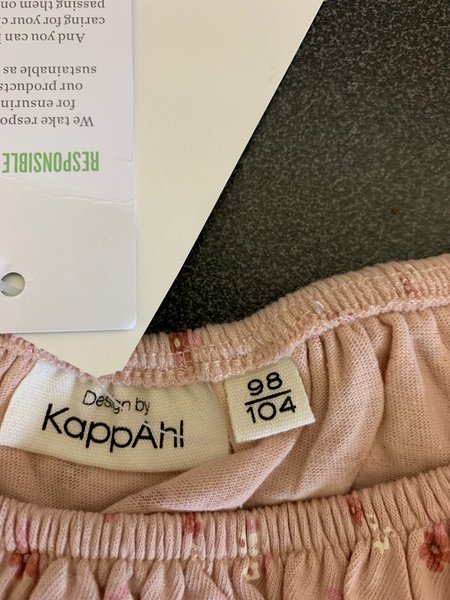 RESPONSIBLE
We take respo
for ensurin
our products
sustainable as
And you can
caring for your c
passing them on
Design by
KappAhl
98
104